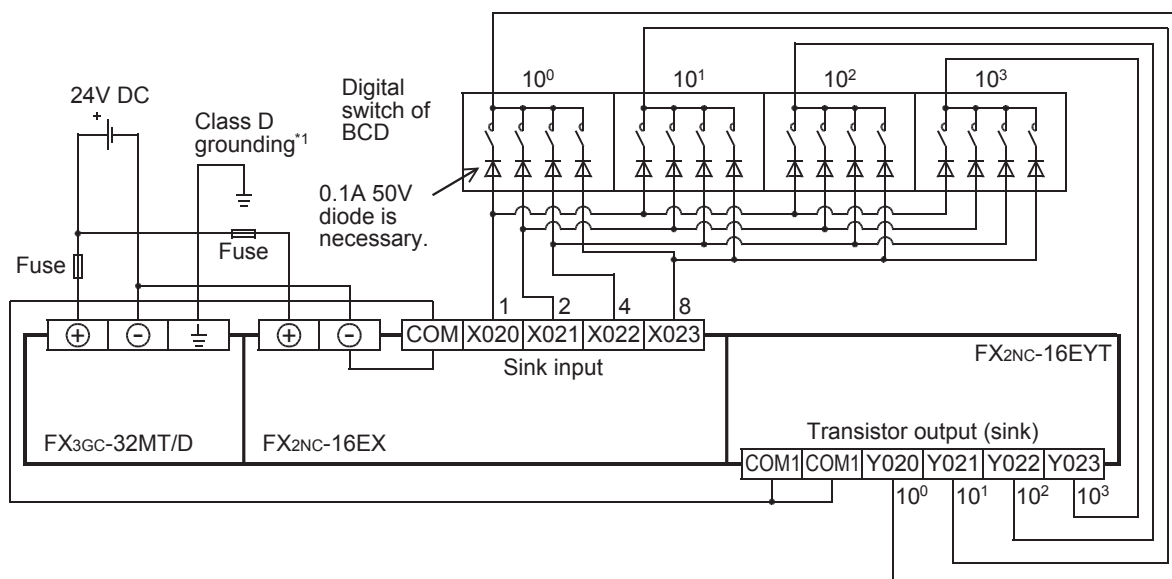 10⁰ 10¹ 10² 10³
Digital
switch of
BCD
24V DC
+
Class D
grounding*1
0.1A 50V
diode is
necessary.
Fuse
Fuse
1 2 4 8
+ - + - COM X020 X021 X022 X023
Sink input
FX2NC-16EYT
FX3GC-32MT/D
FX2NC-16EX
Transistor output (sink)
COM1 COM1 Y020 Y021 Y022 Y023
10⁰ 10¹ 10² 10³